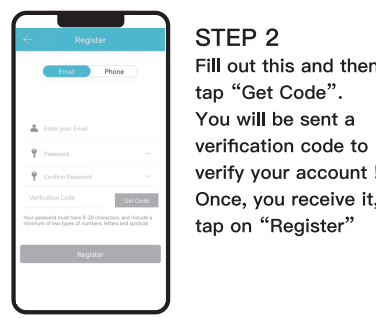 Register
Email Phone
Enter your Email
Password
Confirm Password
Verification Code Get Code
Your password must have 8-20 characters, and include a
minimum of two types of numbers, letters and symbols
Register
STEP 2
Fill out this and then
tap “Get Code”.
You will be sent a
verification code to
verify your account !
Once, you receive it,
tap on “Register”